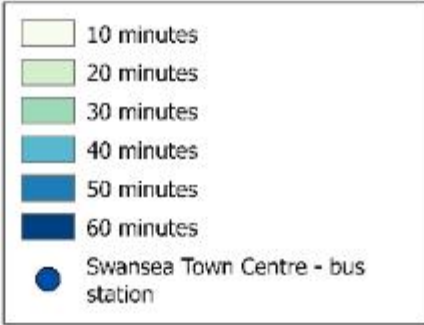 10 minutes
20 minutes
30 minutes
40 minutes
50 minutes
60 minutes
Swansea Town Centre - bus
station